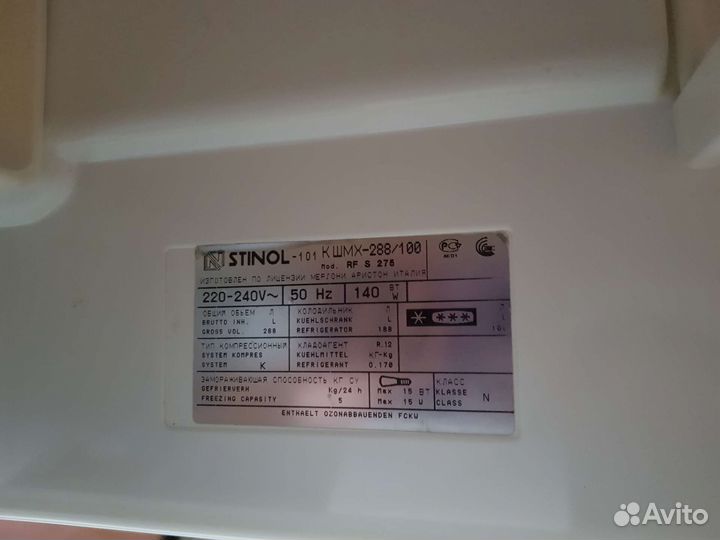 STINOL -101 КШМХ-288/100
Mod. RF S 275
ИЗГОТОВЛЕН ПО ЛИЦЕНЗИИ МЕРЛОНИ АРИСТОН ИТАЛИЯ
220-240V~ 50 Hz 140 ВТ W
ОБЩИЙ ОБЪЕМ Л
BRUTTO INH. L
GROSS VOL. 288
ХОЛОДИЛЬНИК Л
KUEHLSCHRANK L
REFRIGERATOR 188
Л
L
ТИП КОМПРЕССИОННЫЙ
SYSTEM KOMPRES
SYSTEM K
ХЛАДОАГЕНТ R.12
KUEHLMITTEL КГ-Kg
REFRIGERANT 0,170
ЗАМОРАЖИВАЮЩАЯ СПОСОБНОСТЬ КГ СУ
GEFRIERVERH Kg/24 h
FREEZING CAPACITY 5
Max 15 ВТ
Max 15 W
КЛАСС
KLASSE N
CLASS
ENTHAELT OZONABBAUENDEN FCKW
Avito